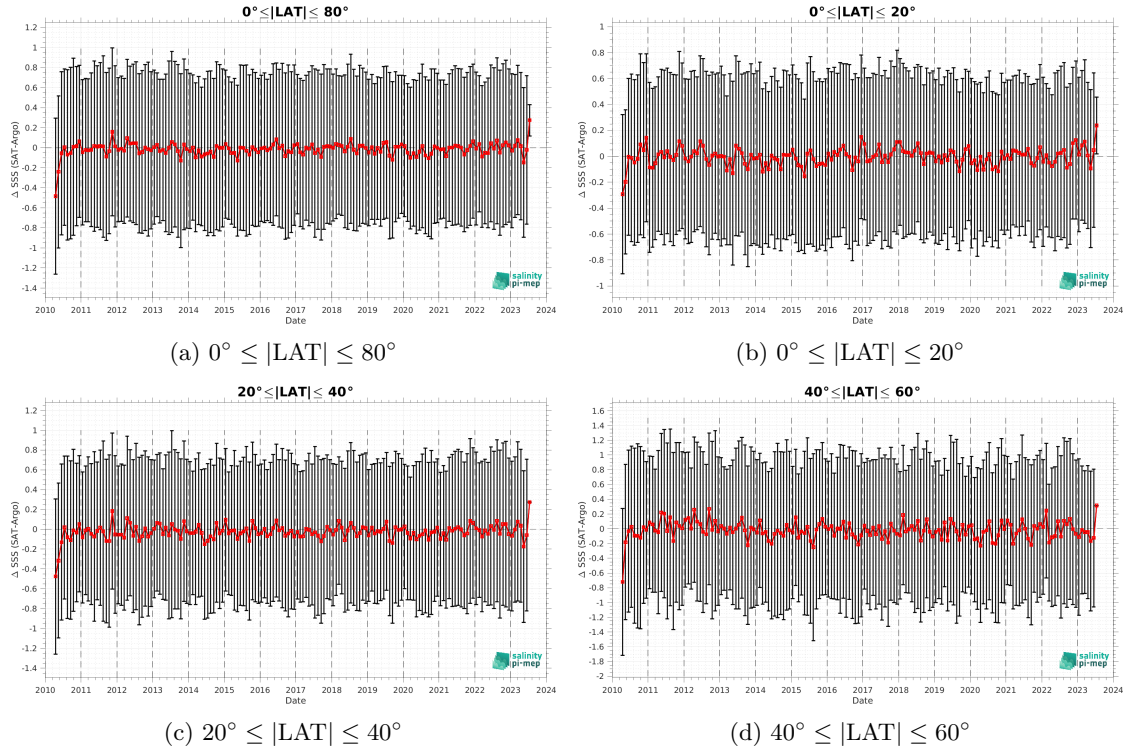 0°≤|LAT|≤ 80°
Δ SSS (SAT-Argo)
1.2
1
0.8
0.6
0.4
0.2
0
-0.2
-0.4
-0.6
-0.8
-1
-1.2
-1.4
2010 2011 2012 2013 2014 2015 2016 2017 2018 2019 2020 2021 2022 2023 2024
Date
salinity
pi-mep
(a) 0° ≤ |LAT| ≤ 80°
0°≤|LAT|≤ 20°
Δ SSS (SAT-Argo)
1
0.8
0.6
0.4
0.2
0
-0.2
-0.4
-0.6
-0.8
-1
2010 2011 2012 2013 2014 2015 2016 2017 2018 2019 2020 2021 2022 2023 2024
Date
salinity
pi-mep
(b) 0° ≤ |LAT| ≤ 20°
20°≤|LAT|≤ 40°
Δ SSS (SAT-Argo)
1.2
1
0.8
0.6
0.4
0.2
0
-0.2
-0.4
-0.6
-0.8
-1
-1.2
-1.4
2010 2011 2012 2013 2014 2015 2016 2017 2018 2019 2020 2021 2022 2023 2024
Date
salinity
pi-mep
(c) 20° ≤ |LAT| ≤ 40°
40°≤|LAT|≤ 60°
Δ SSS (SAT-Argo)
1.6
1.4
1.2
1
0.8
0.6
0.4
0.2
0
-0.2
-0.4
-0.6
-0.8
-1
-1.2
-1.4
-1.6
-1.8
-2
2010 2011 2012 2013 2014 2015 2016 2017 2018 2019 2020 2021 2022 2023 2024
Date
salinity
pi-mep
(d) 40° ≤ |LAT| ≤ 60°